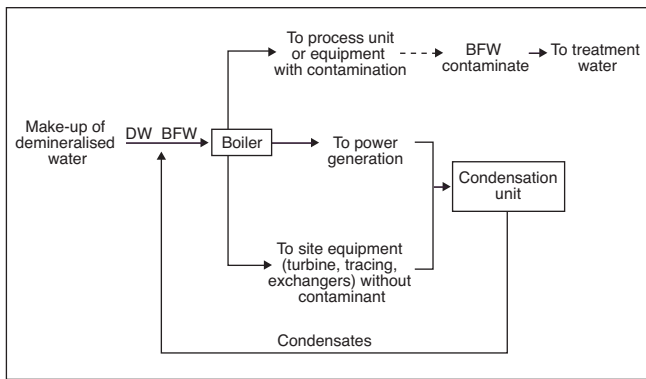 To process unit
or equipment
with contamination
BFW
contaminate
To treatment
water
Make-up of
demineralised
water
DW BFW
Boiler
To power
generation
Condensation
unit
To site equipment
(turbine, tracing,
exchangers) without
contaminant
Condensates